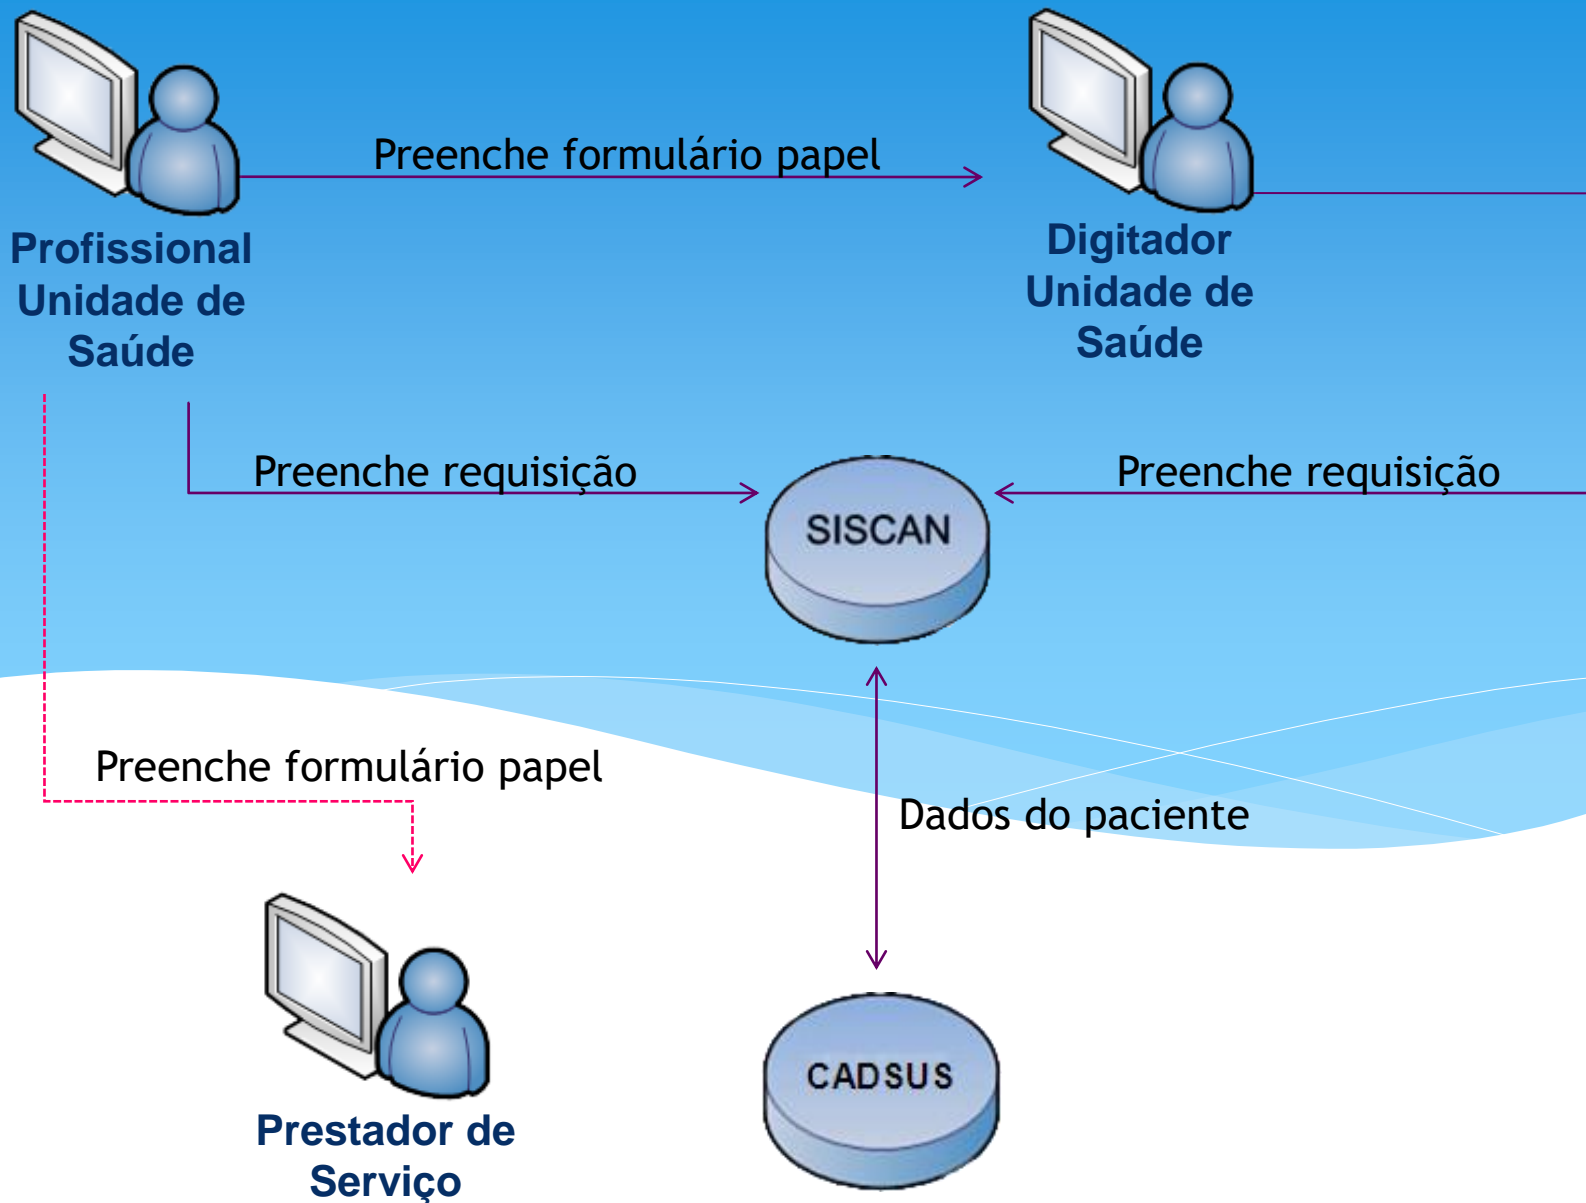 Preenche formulário papel
Profissional
Unidade de
Saúde
Digitador
Unidade de
Saúde
Preenche requisição
Preenche requisição
SISCAN
Preenche formulário papel
Dados do paciente
CADSUS
Prestador de
Serviço